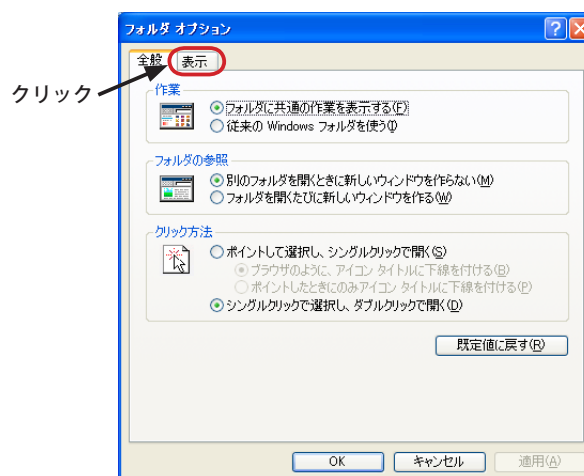 フォルダ オプション
全般 表示
クリック
作業
フォルダに共通の作業を表示する(F)
従来の Windows フォルダを使う(I)
フォルダの参照
別のフォルダを開くときに新しいウィンドウを作らない(M)
フォルダを開くたびに新しいウィンドウを作る(W)
クリック方法
ポイントして選択し、シングルクリックで開く(S)
ブラウザのように、アイコン タイトルに下線を付ける(B)
ポイントしたときにのみアイコン タイトルに下線を付ける(P)
シングルクリックで選択し、ダブルクリックで開く(D)
既定値に戻す(R)
OK キャンセル 適用(A)